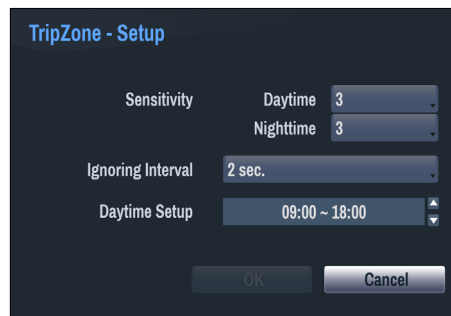 TripZone - Setup
Sensitivity Daytime 3
Nighttime 3
Ignoring Interval 2 sec.
Daytime Setup 09:00 ~ 18:00
OK Cancel